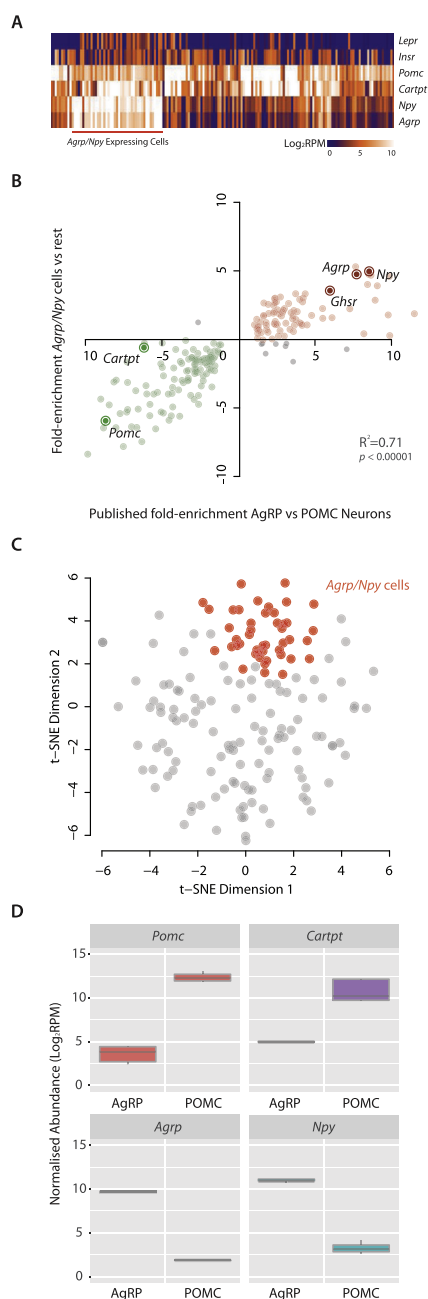 A
Lepr
Insr
Pomc
Cartpt
Npy
Agrp
Agrp/Npy Expressing Cells
Log₂RPM
0 5 10
B
Fold-enrichment Agrp/Npy cells vs rest
10
5
Agrp
Npy
Ghsr
10 -5 0 5 10
Cartpt
-5
Pomc
R²=0.71
p < 0.00001
-10
Published fold-enrichment AgRP vs POMC Neurons
C
Agrp/Npy cells
t−SNE Dimension 2
6
4
2
0
−2
−4
−6
−6 −4 −2 0 2 4 6
t−SNE Dimension 1
D
Normalised Abundance (Log₂RPM)
Pomc Cartpt
15
10
5
0
AgRP POMC AgRP POMC
Agrp Npy
15
10
5
0
AgRP POMC AgRP POMC